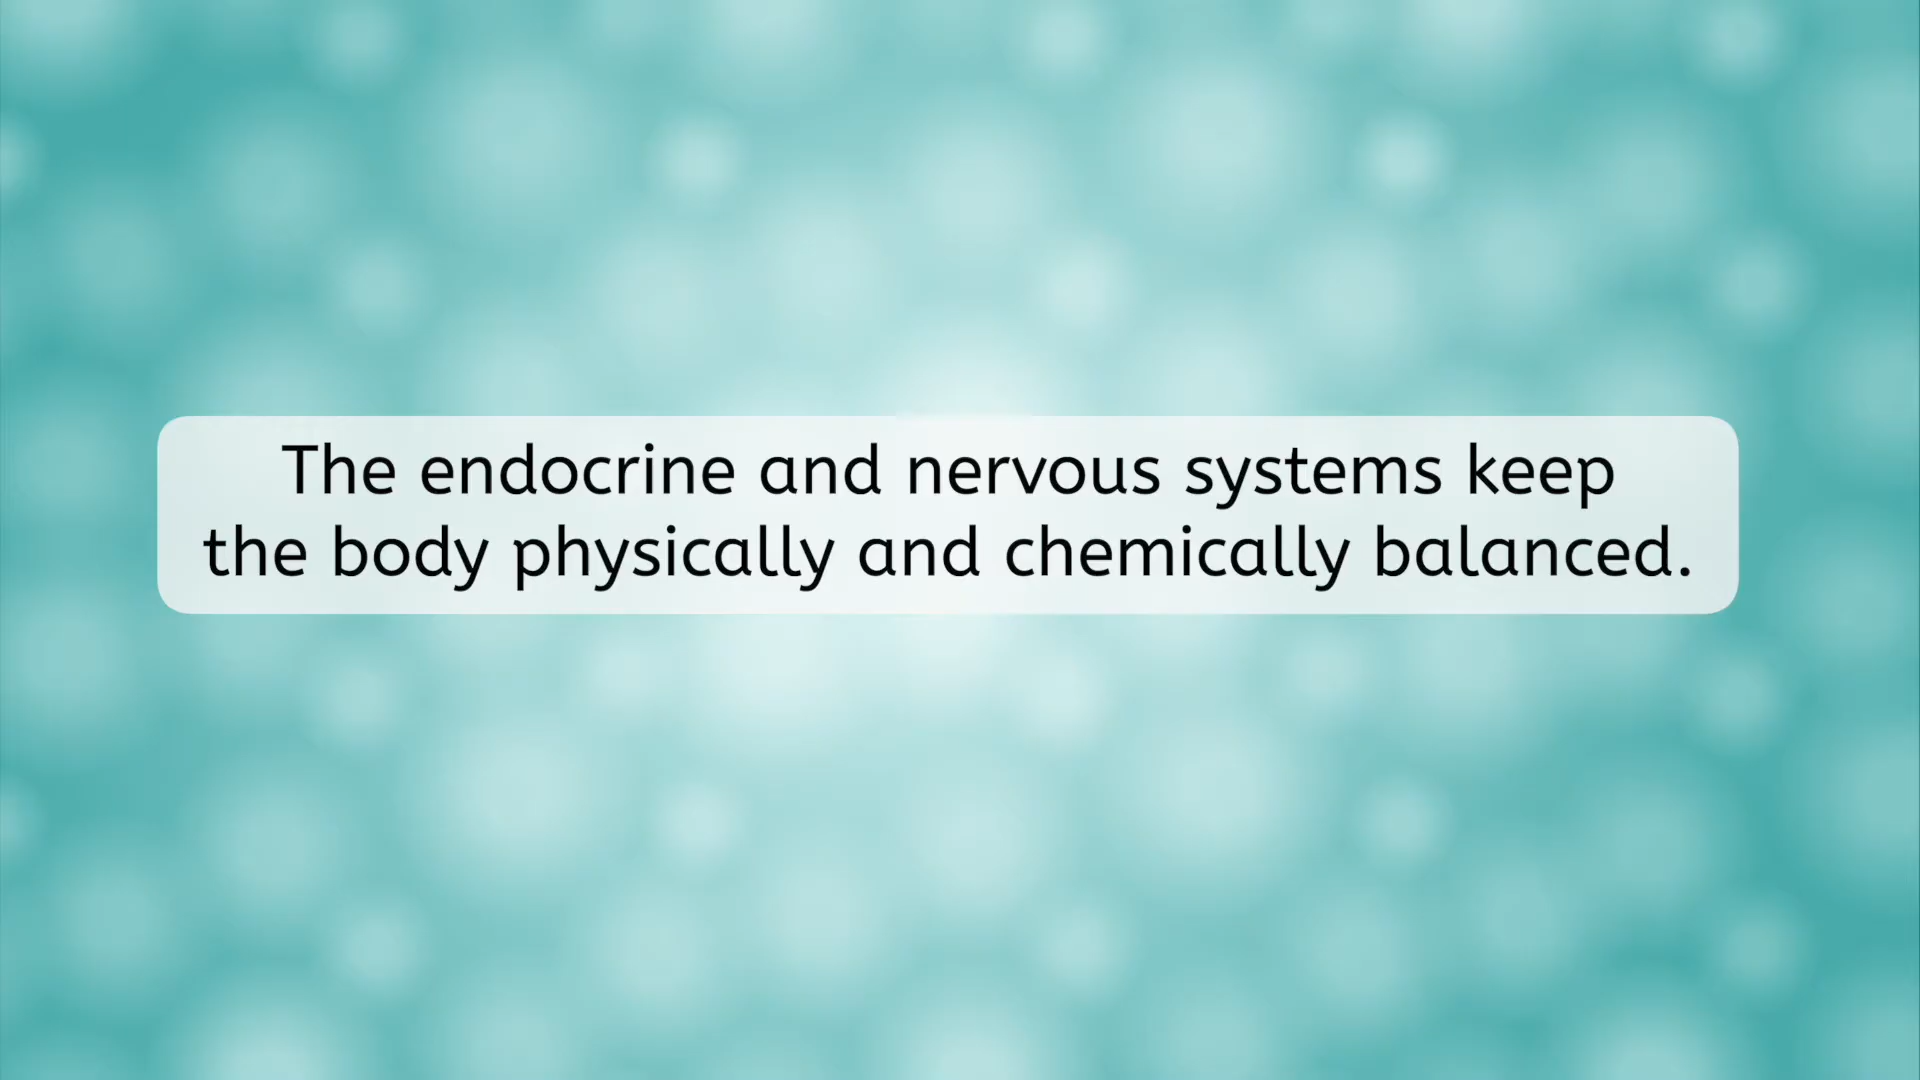 The endocrine and nervous systems keep
the body physically and chemically balanced.